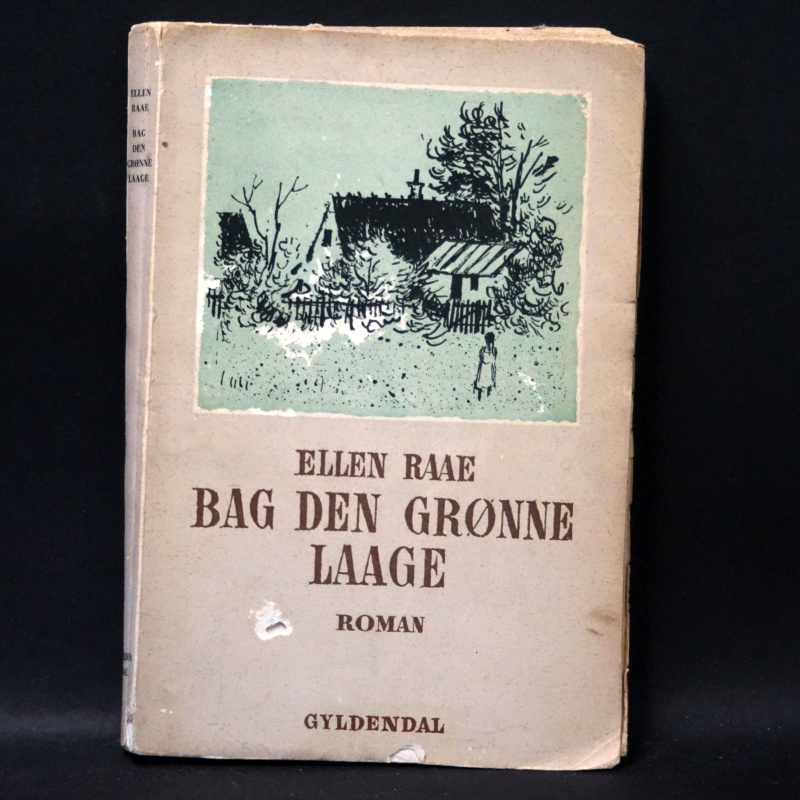 ELLEN
RAAE
BAG
DEN
GRØNNE
LAAGE
ELLEN RAAE
BAG DEN GRØNNE
LAAGE
ROMAN
GYLDENDAL